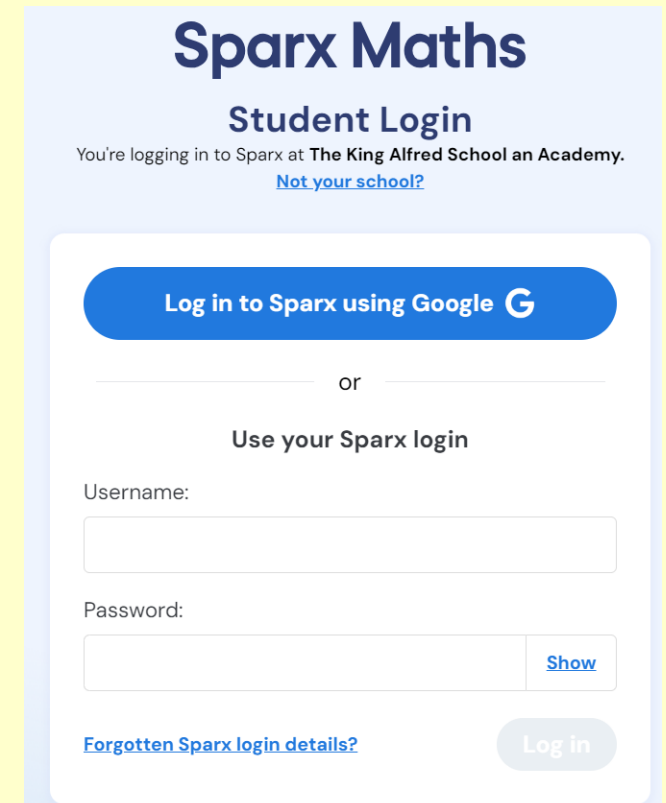 Sparx Maths
Student Login
You're logging in to Sparx at The King Alfred School an Academy.
Not your school?
Log in to Sparx using Google G
or
Use your Sparx login
Username:
Password:
Show
Forgotten Sparx login details?
Log in